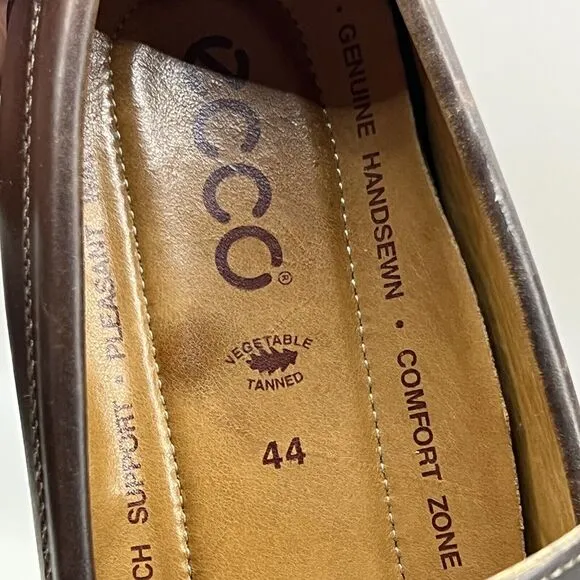 ecco®
VEGETABLE
TANNED
44
• GENUINE HANDSEWN • COMFORT ZONE
CH SUPPORT • PLEASANT